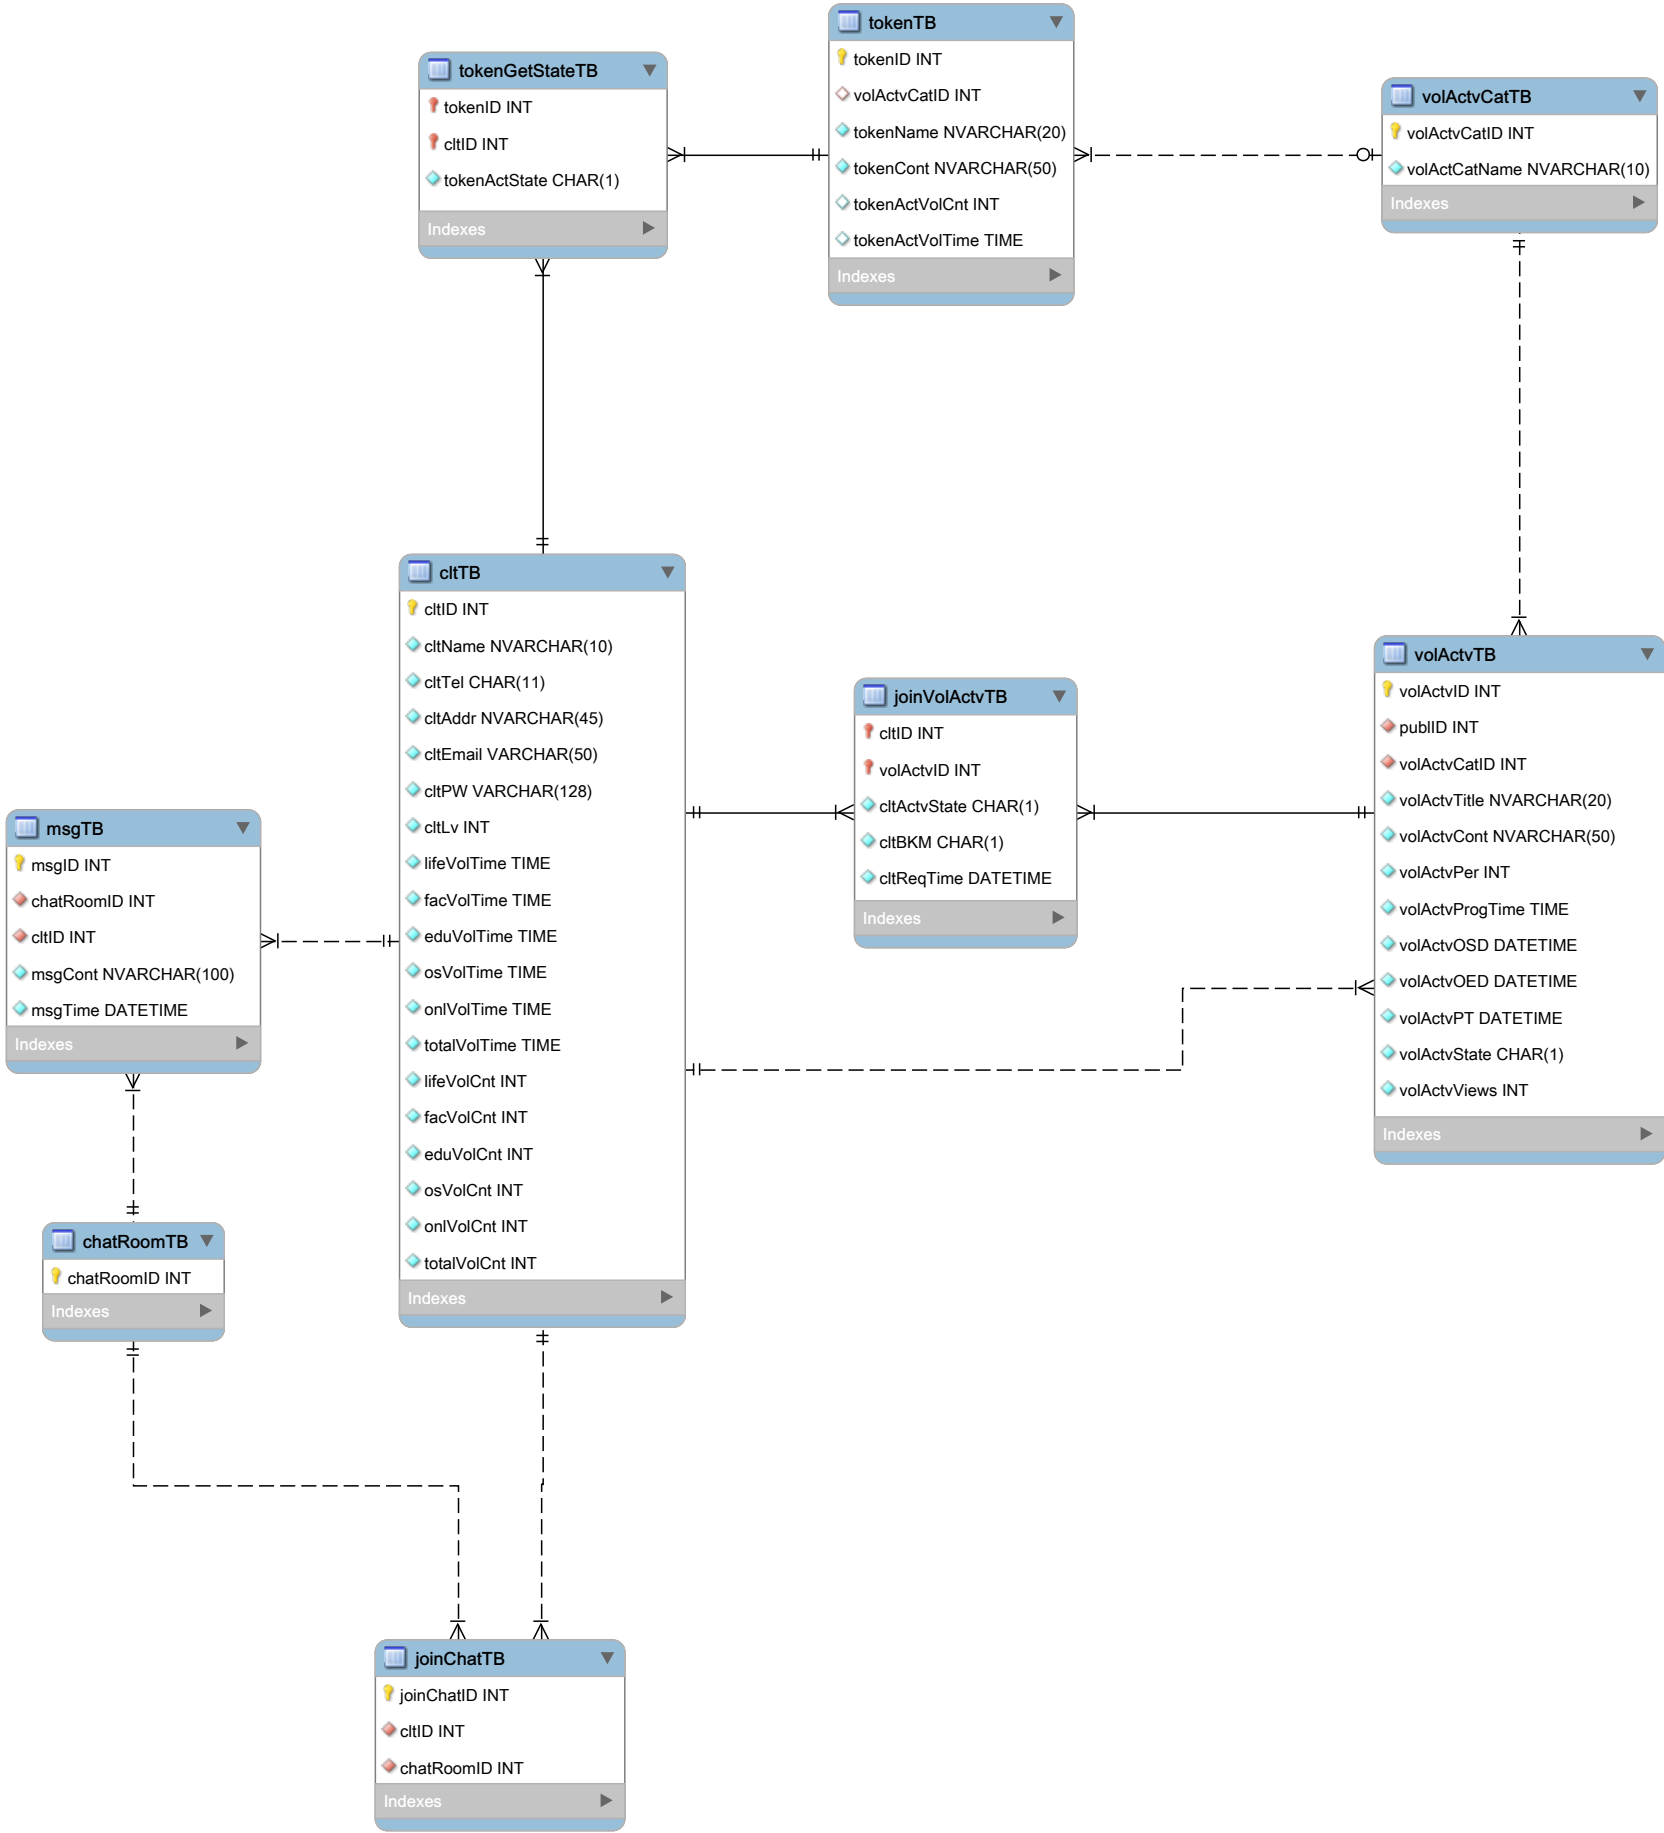 tokenTB
tokenID INT
volActvCatID INT
tokenName NVARCHAR(20)
tokenCont NVARCHAR(50)
tokenActVolCnt INT
tokenActVolTime TIME
Indexes
tokenGetStateTB
tokenID INT
cltID INT
tokenActState CHAR(1)
Indexes
volActvCatTB
volActvCatID INT
volActCatName NVARCHAR(10)
Indexes
cltTB
cltID INT
cltName NVARCHAR(10)
cltTel CHAR(11)
cltAddr NVARCHAR(45)
cltEmail VARCHAR(50)
cltPW VARCHAR(128)
cltLv INT
lifeVolTime TIME
facVolTime TIME
eduVolTime TIME
osVolTime TIME
onlVolTime TIME
totalVolTime TIME
lifeVolCnt INT
facVolCnt INT
eduVolCnt INT
osVolCnt INT
onlVolCnt INT
totalVolCnt INT
Indexes
joinVolActvTB
cltID INT
volActvID INT
cltActvState CHAR(1)
cltBKM CHAR(1)
cltReqTime DATETIME
Indexes
volActvTB
volActvID INT
publID INT
volActvCatID INT
volActvTitle NVARCHAR(20)
volActvCont NVARCHAR(50)
volActvPer INT
volActvProgTime TIME
volActvOSD DATETIME
volActvOED DATETIME
volActvPT DATETIME
volActvState CHAR(1)
volActvViews INT
Indexes
msgTB
msgID INT
chatRoomID INT
cltID INT
msgCont NVARCHAR(100)
msgTime DATETIME
Indexes
chatRoomTB
chatRoomID INT
Indexes
joinChatTB
joinChatID INT
cltID INT
chatRoomID INT
Indexes